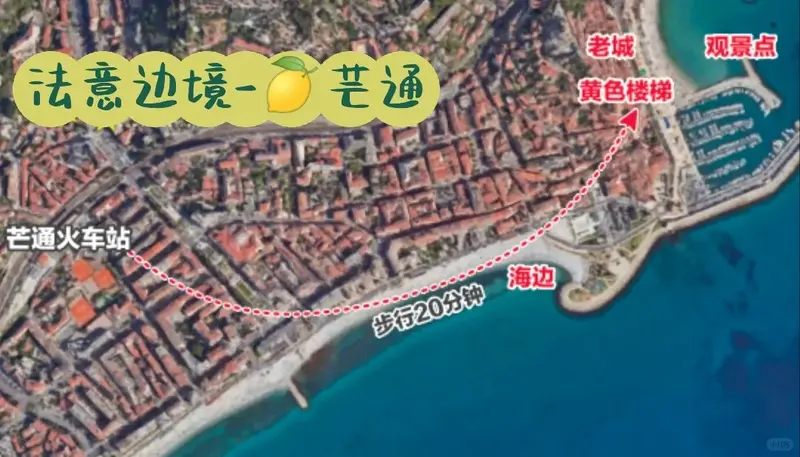 法意边境-🍋芒通
老城
观景点
黄色楼梯
芒通火车站
海边
步行20分钟